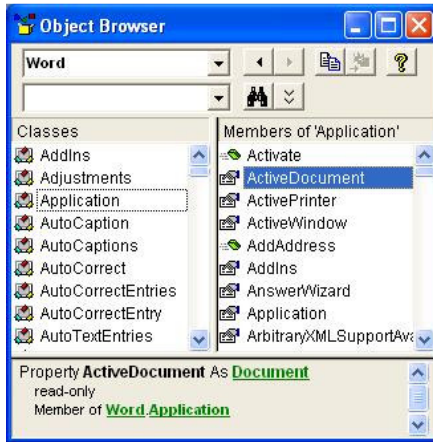 Object Browser
Word
Classes
AddIns
Adjustments
Application
AutoCaption
AutoCaptions
AutoCorrect
AutoCorrectEntries
AutoCorrectEntry
AutoTextEntries
Members of 'Application'
Activate
ActiveDocument
ActivePrinter
ActiveWindow
AddAddress
AddIns
AnswerWizard
Application
ArbitraryXMLSupportAva
Property ActiveDocument As Document
read-only
Member of Word.Application